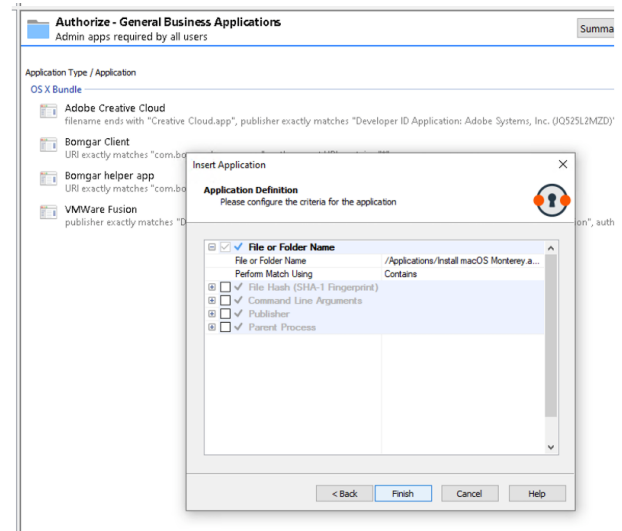 Authorize - General Business Applications
Admin apps required by all users
Summa
Application Type / Application
OS X Bundle
Adobe Creative Cloud
filename ends with "Creative Cloud.app", publisher exactly matches "Developer ID Application: Adobe Systems, Inc. (JQ525L2MZD)"
Bomgar Client
URI exactly matches "com.bo
Bomgar helper app
URI exactly matches "com.bo
VMWare Fusion
publisher exactly matches "D
on", auth
Insert Application
Application Definition
Please configure the criteria for the application
File or Folder Name
File or Folder Name /Applications/Install macOS Monterey.a...
Perform Match Using Contains
File Hash (SHA-1 Fingerprint)
Command Line Arguments
Publisher
Parent Process
< Back Finish Cancel Help